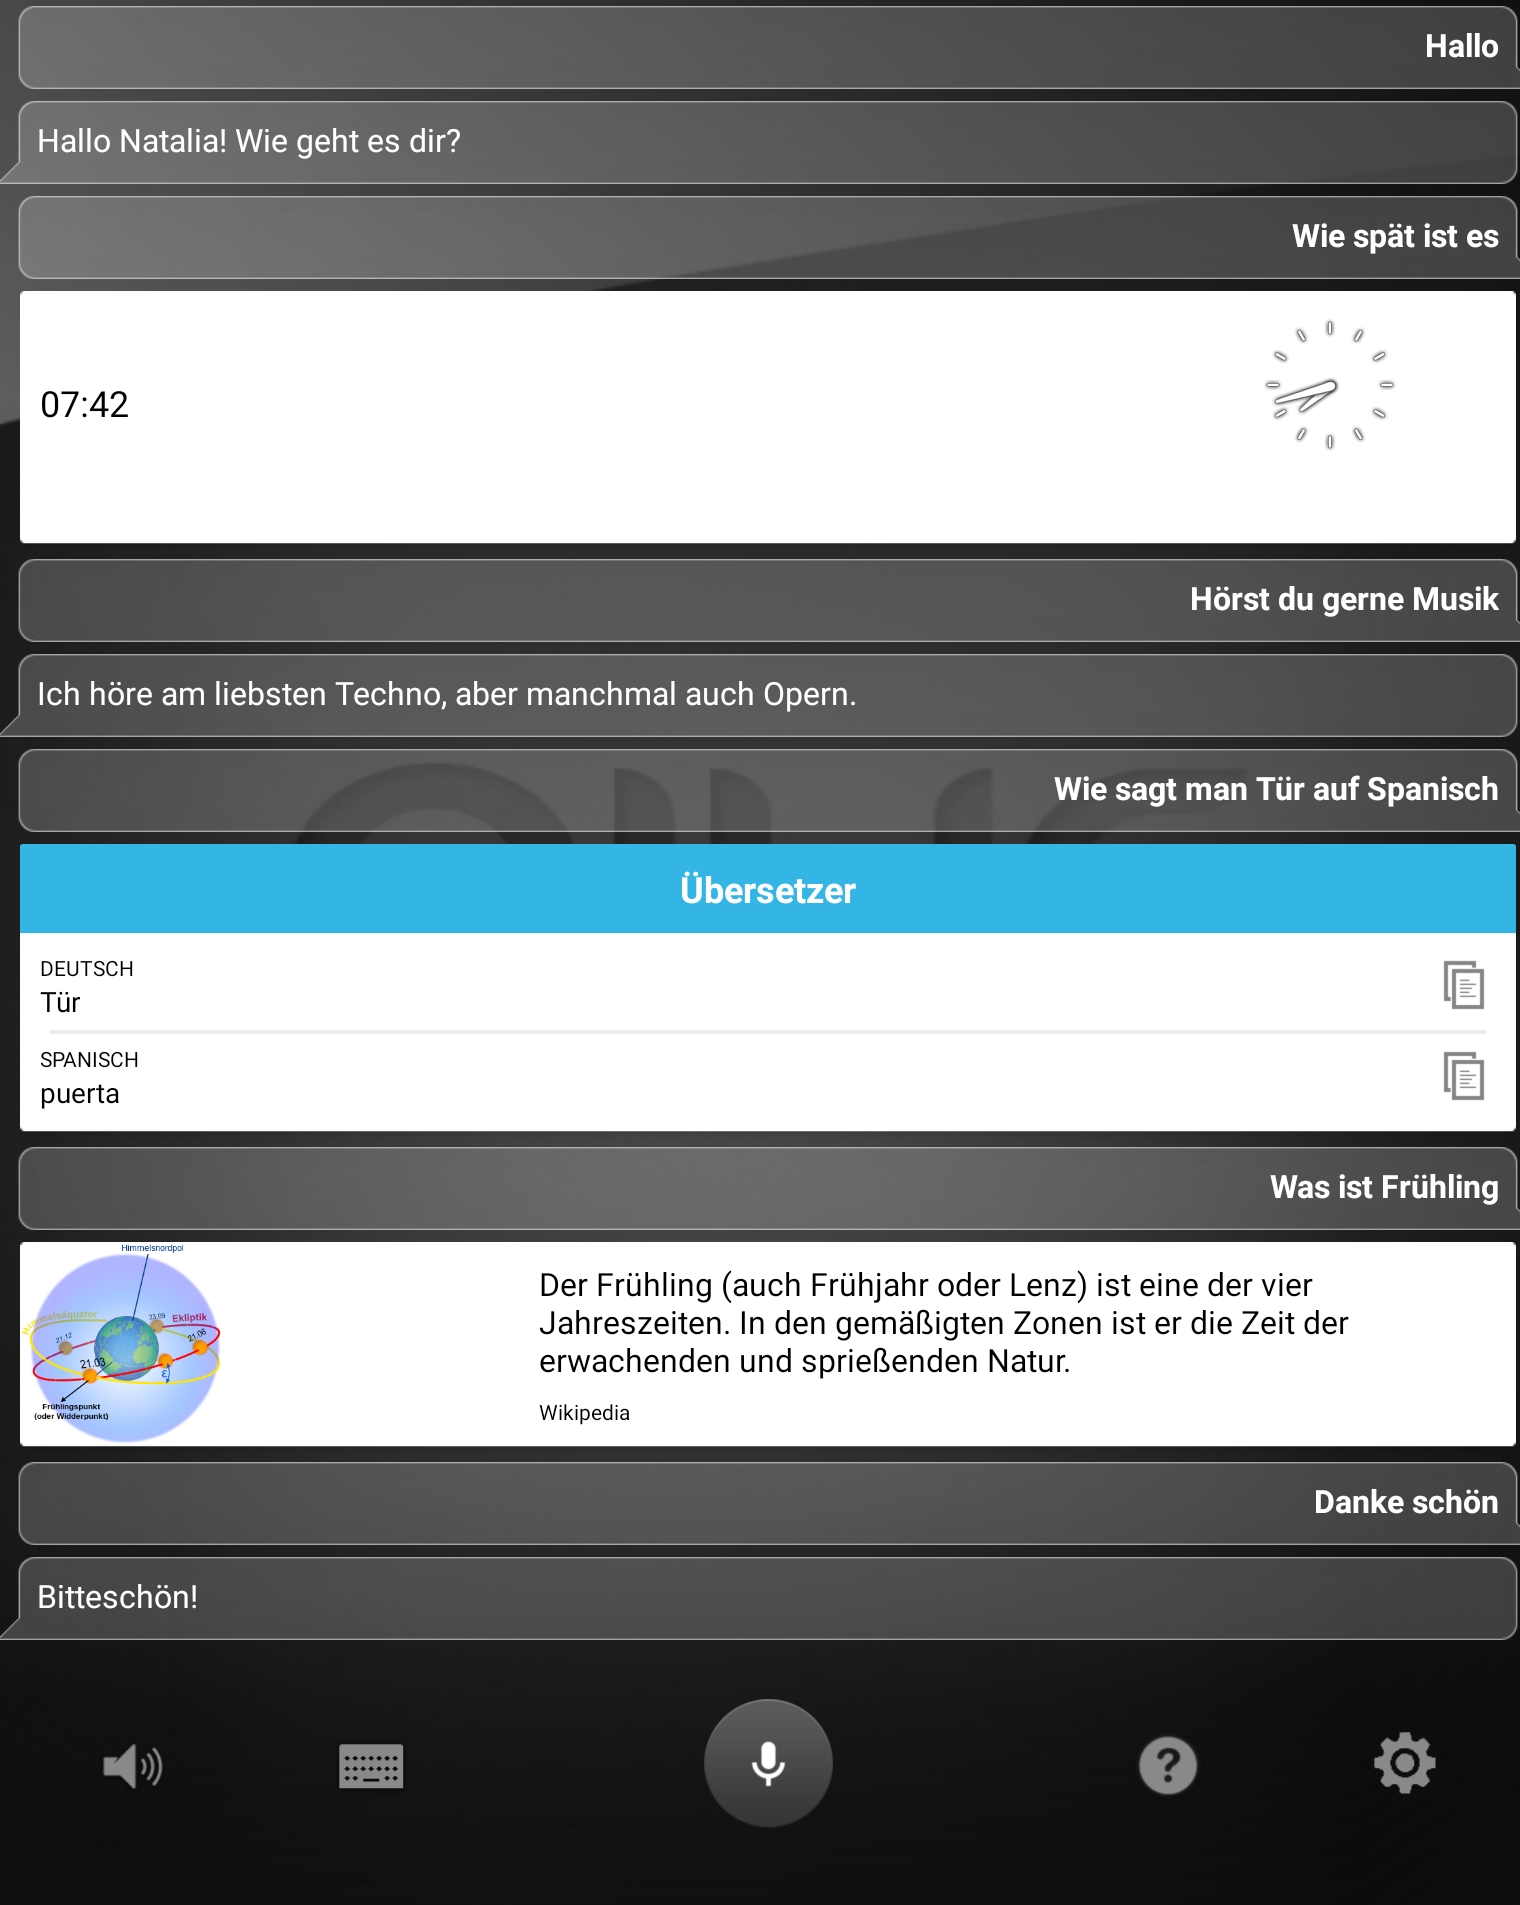 Hallo
Hallo Natalia! Wie geht es dir?
Wie spät ist es
07:42
Hörst du gerne Musik
Ich höre am liebsten Techno, aber manchmal auch Opern.
Wie sagt man Tür auf Spanisch
Übersetzer
DEUTSCH
Tür
SPANISCH
puerta
Was ist Frühling
Himmelsnordpol
Himmelsäquator
23.09
Ekliptik
21.12
21.06
21.03
ε
Frühlingspunkt
(oder Widderpunkt)
Der Frühling (auch Frühjahr oder Lenz) ist eine der vier
Jahreszeiten. In den gemäßigten Zonen ist er die Zeit der
erwachenden und sprießenden Natur.
Wikipedia
Danke schön
Bitteschön!